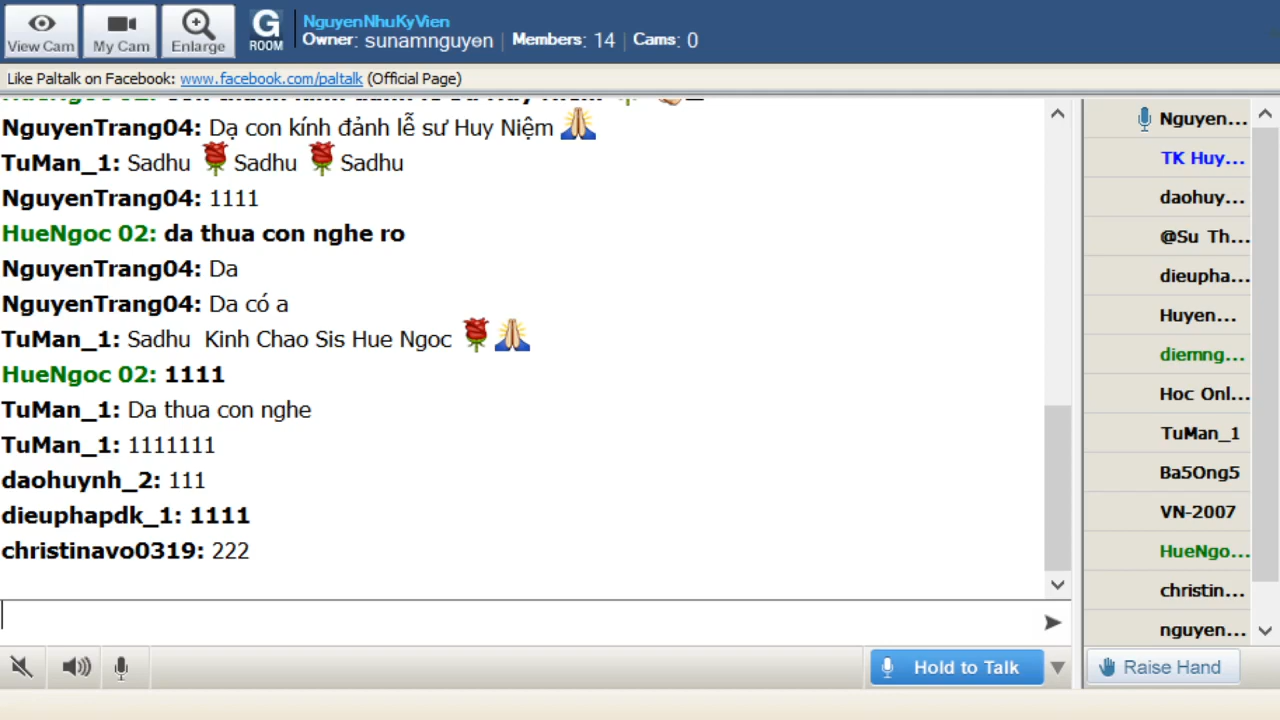 View Cam
My Cam
Enlarge
G
ROOM
NguyenNhuKyVien
Owner: sunamnguyen | Members: 14 | Cams: 0
Like Paltalk on Facebook: www.facebook.com/paltalk (Official Page)
NguyenTrang04: Dạ con kính đảnh lễ sư Huy Niệm
TuMan_1: Sadhu Sadhu Sadhu
NguyenTrang04: 1111
HueNgoc 02: da thua con nghe ro
NguyenTrang04: Da
NguyenTrang04: Da có a
TuMan_1: Sadhu Kinh Chao Sis Hue Ngoc
HueNgoc 02: 1111
TuMan_1: Da thua con nghe
TuMan_1: 1111111
daohuynh_2: 111
dieuphapdk_1: 1111
christinavo0319: 222
Nguyen...
TK Huy...
daohuy...
@Su Th...
dieupha...
Huyen...
diemng...
Hoc Onl...
TuMan_1
Ba5Ong5
VN-2007
HueNgo...
christin...
nguyen...
Hold to Talk
Raise Hand